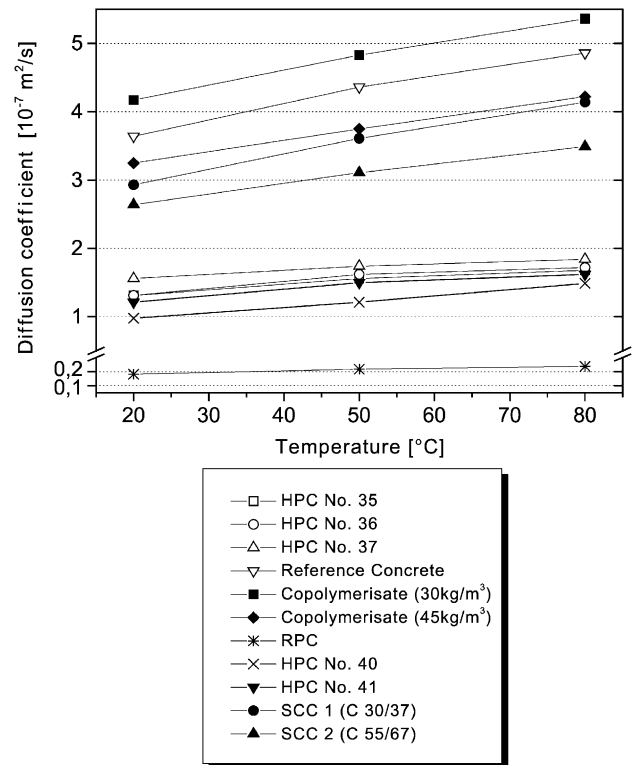 Diffusion coefficient [10⁻⁷ m²/s]
5
4
3
2
1
0,2
0,1
20 30 40 50 60 70 80
Temperature [°C]
HPC No. 35
HPC No. 36
HPC No. 37
Reference Concrete
Copolymerisate (30kg/m³)
Copolymerisate (45kg/m³)
RPC
HPC No. 40
HPC No. 41
SCC 1 (C 30/37)
SCC 2 (C 55/67)